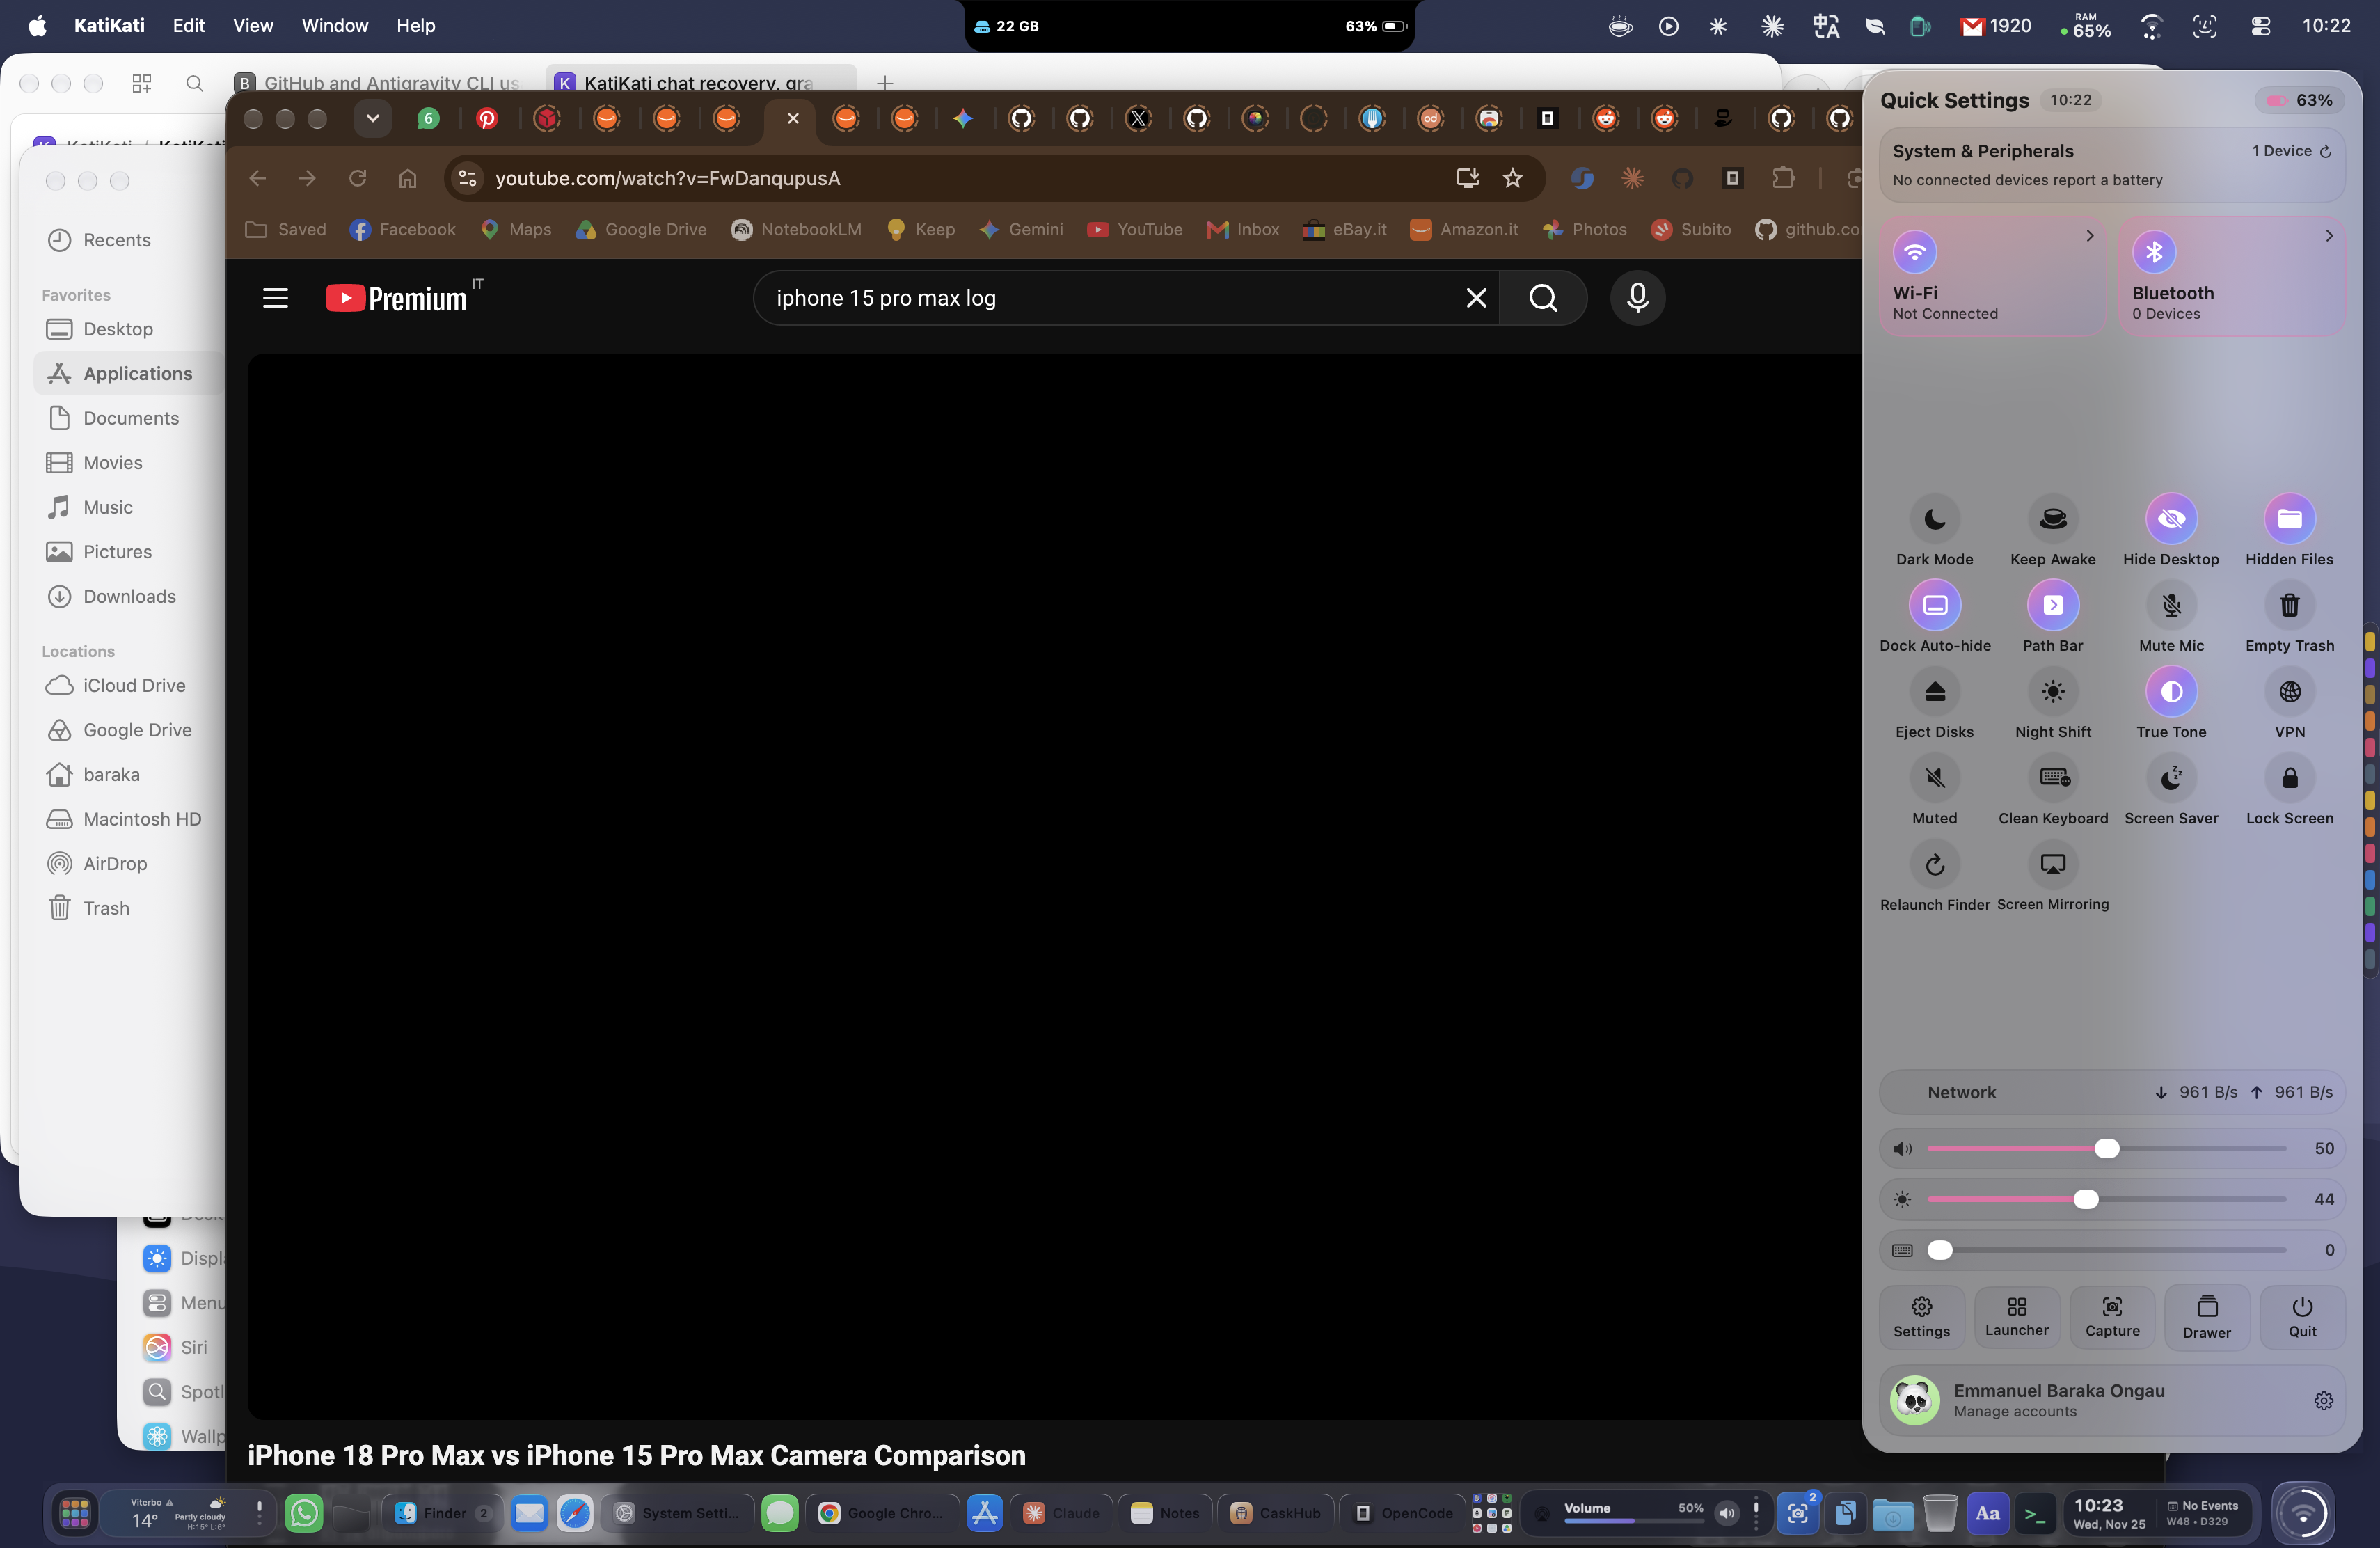 KatiKati Edit View Window Help
22 GB 63%
1920 RAM 65% 10:22
GitHub and Antigravity CLI us
KatiKati chat recovery, gra
youtube.com/watch?v=FwDanqupusA
Saved Facebook Maps Google Drive NotebookLM Keep Gemini YouTube Inbox eBay.it Amazon.it Photos Subito
Premium IT
iphone 15 pro max log
iPhone 18 Pro Max vs iPhone 15 Pro Max Camera Comparison
Recents
Favorites
Desktop
Applications
Documents
Movies
Music
Pictures
Downloads
Locations
iCloud Drive
Google Drive
baraka
Macintosh HD
AirDrop
Trash
Displ
Menu
Siri
Spotl
Wallp
Quick Settings 10:22 63%
System & Peripherals 1 Device
No connected devices report a battery
Wi-Fi
Not Connected
Bluetooth
0 Devices
Dark Mode Keep Awake Hide Desktop Hidden Files
Dock Auto-hide Path Bar Mute Mic Empty Trash
Eject Disks Night Shift True Tone VPN
Muted Clean Keyboard Screen Saver Lock Screen
Relaunch Finder Screen Mirroring
Network ↓ 961 B/s ↑ 961 B/s
50
44
0
Settings Launcher Capture Drawer Quit
Emmanuel Baraka Ongau
Manage accounts
Viterbo
14°
Partly cloudy
H:15° L:6°
Finder 2
System Setti...
Google Chro...
Claude
Notes
CaskHub
OpenCode
Volume 50%
2
Aa
10:23
Wed, Nov 25
No Events
W48 • D329